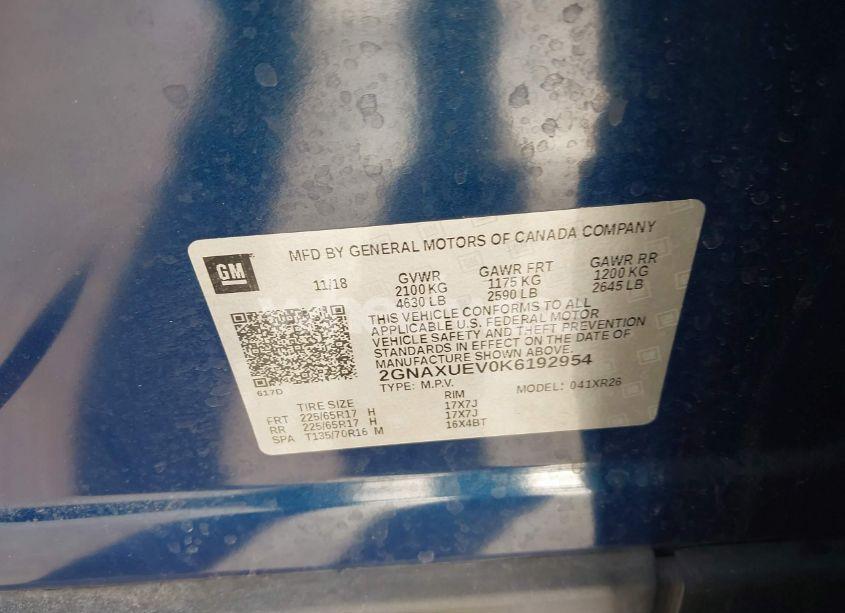 MFD BY GENERAL MOTORS OF CANADA COMPANY
GM
11/18 GVWR GAWR FRT GAWR RR
2100 KG 1175 KG 1200 KG
4630 LB 2590 LB 2645 LB
THIS VEHICLE CONFORMS TO ALL
APPLICABLE U.S. FEDERAL MOTOR
VEHICLE SAFETY AND THEFT PREVENTION
STANDARDS IN EFFECT ON THE DATE OF
MANUFACTURE SHOWN ABOVE.
2GNAXUEV0K6192954
617D
TYPE: M.P.V. MODEL: 041XR26
TIRE SIZE RIM
FRT 225/65R17 H 17X7J
RR 225/65R17 H 17X7J
SPA T135/70R16 M 16X4BT